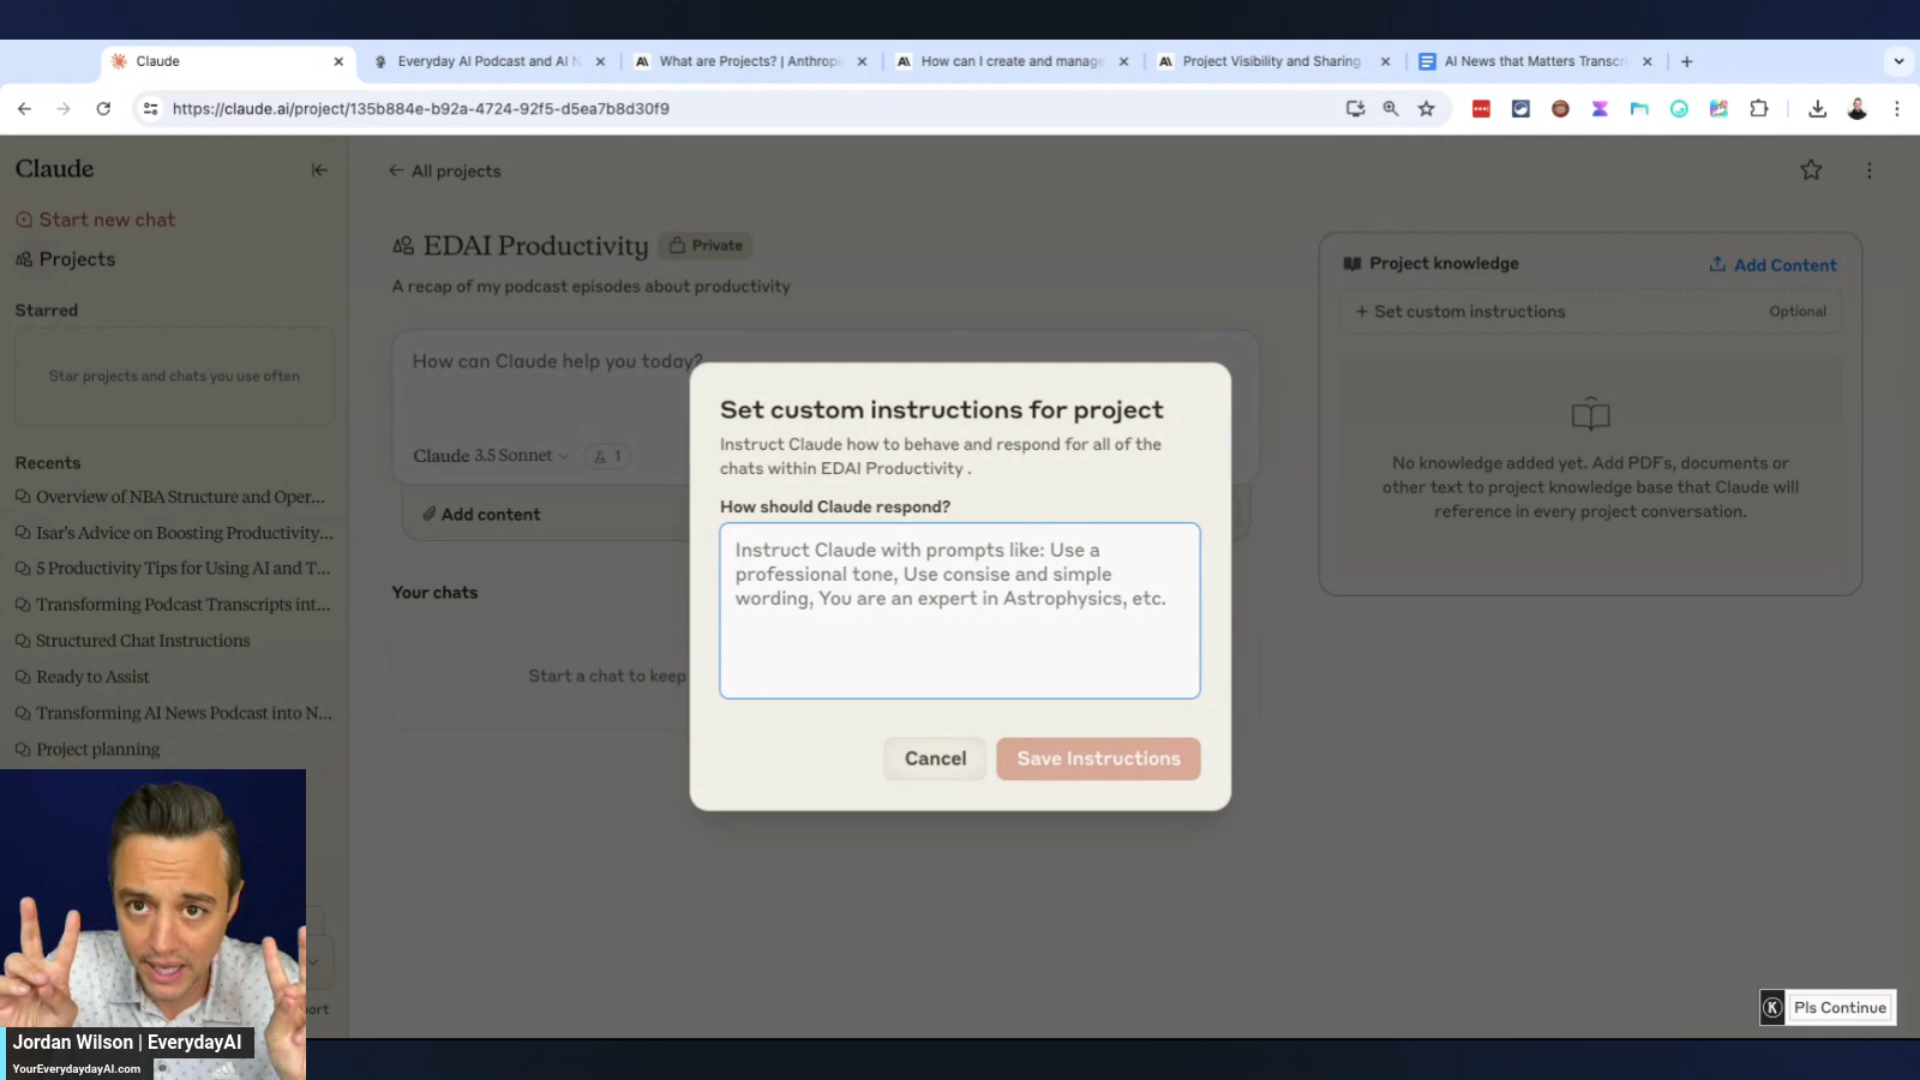 Claude
Everyday AI Podcast and AI N
What are Projects? | Anthropi
How can I create and manage
Project Visibility and Sharing
AI News that Matters Transcri
https://claude.ai/project/135b884e-b92a-4724-92f5-d5ea7b8d30f9
Claude
Start new chat
Projects
Starred
Star projects and chats you use often
Recents
Overview of NBA Structure and Oper...
Isar's Advice on Boosting Productivity...
5 Productivity Tips for Using AI and T...
Transforming Podcast Transcripts int...
Structured Chat Instructions
Ready to Assist
Transforming AI News Podcast into N...
Project planning
All projects
EDAI Productivity
Private
A recap of my podcast episodes about productivity
How can Claude help you today?
Claude 3.5 Sonnet
1
Add content
Your chats
Start a chat to keep
Project knowledge
Add Content
+ Set custom instructions
Optional
No knowledge added yet. Add PDFs, documents or
other text to project knowledge base that Claude will
reference in every project conversation.
Set custom instructions for project
Instruct Claude how to behave and respond for all of the
chats within EDAI Productivity .
How should Claude respond?
Instruct Claude with prompts like: Use a
professional tone, Use consise and simple
wording, You are an expert in Astrophysics, etc.
Cancel
Save Instructions
ort
Jordan Wilson | EverydayAI
YourEverydayAI.com
K
Pls Continue